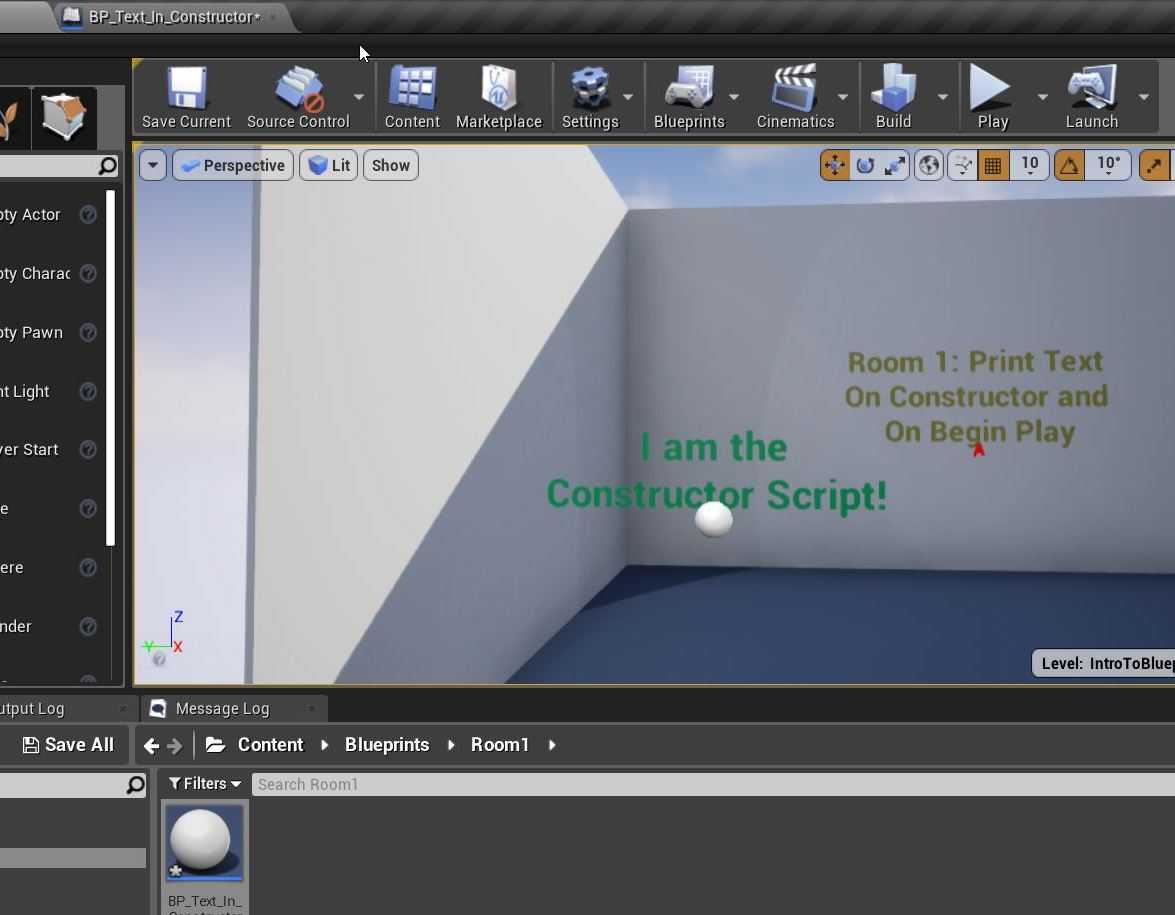 BP_Text_In_Constructor*
Save Current
Source Control
Content
Marketplace
Settings
Blueprints
Cinematics
Build
Play
Launch
Perspective
Lit
Show
10
10°
pty Actor
pty Charac
pty Pawn
nt Light
yer Start
e
ere
nder
Room 1: Print Text
On Constructor and
On Begin Play
I am the
Constructor Script!
Z
Y
X
Level: IntroToBluep
utput Log
Message Log
Save All
Content
Blueprints
Room1
Filters
Search Room1
BP_Text_In_
Constructor